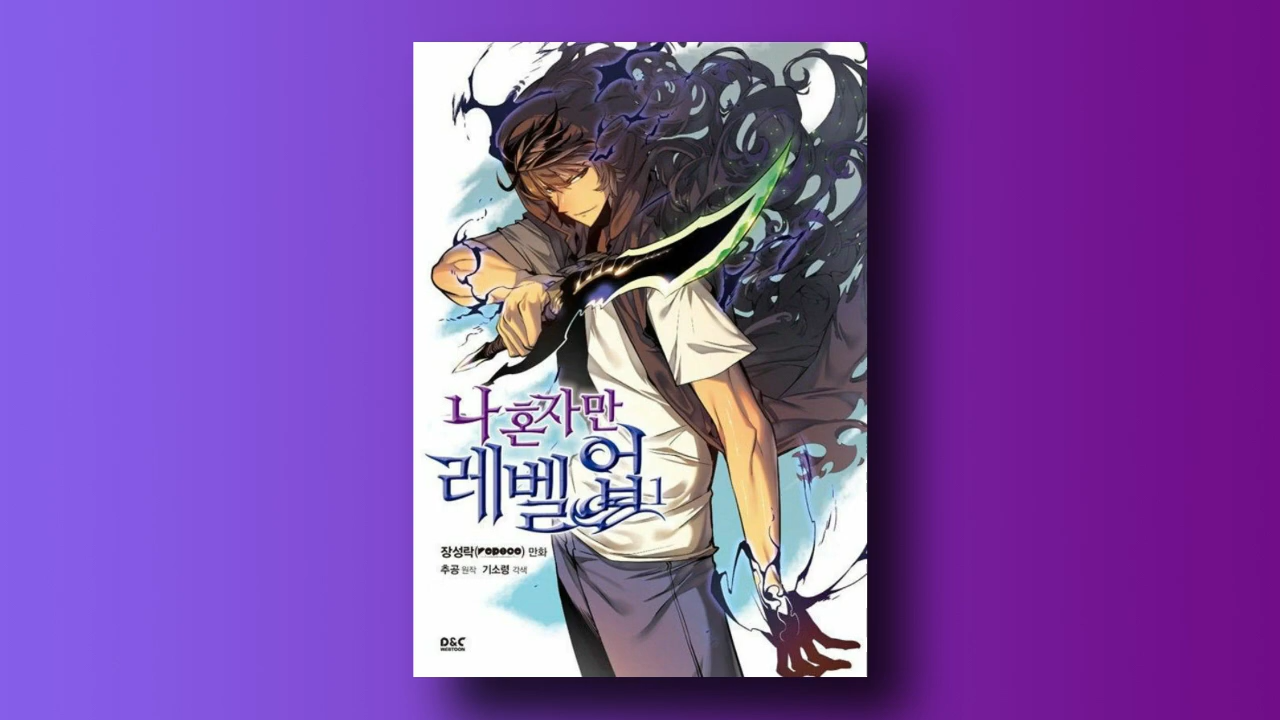 나 혼자만
레벨업 1
장성락(REDICE) 만화
추공 원작 기소령 각색
D&C
WEBTOON